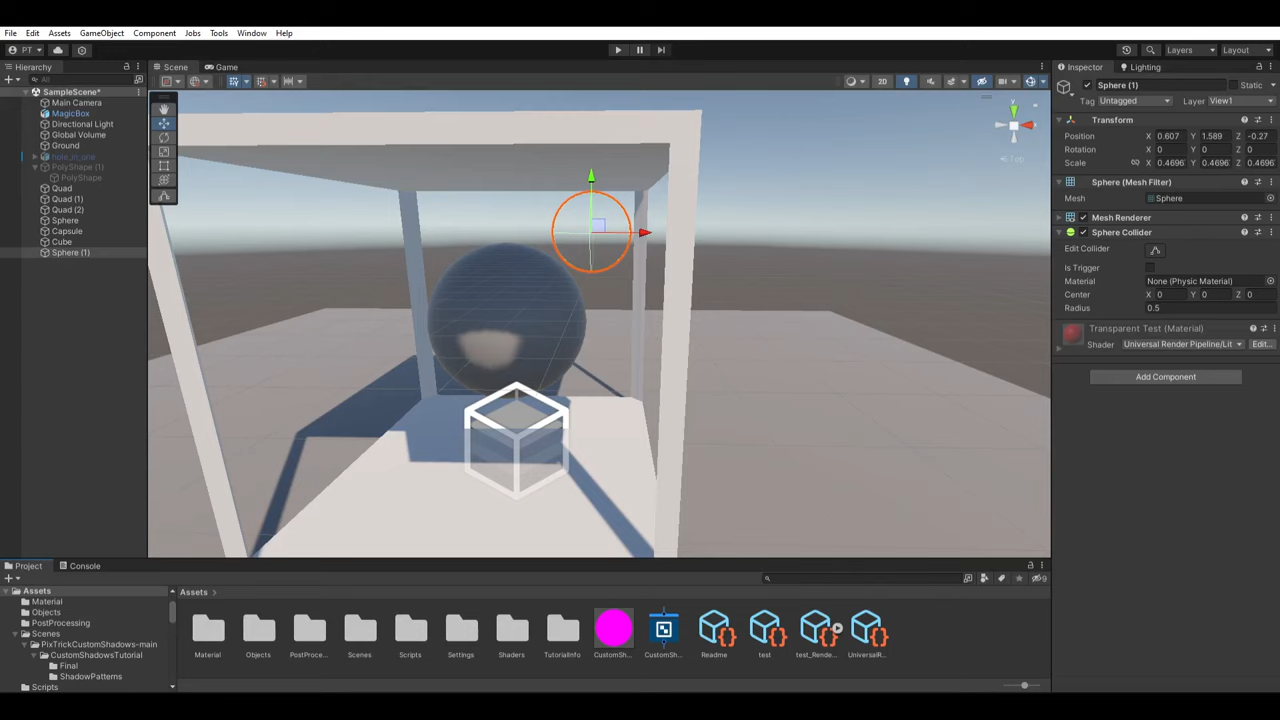 File Edit Assets GameObject Component Jobs Tools Window Help
PT Layers Layout
Hierarchy Scene Game Inspector Lighting
All 2D Sphere (1) Static
SampleScene* Tag Untagged Layer View1
Main Camera
MagicBox Transform
Directional Light
Global Volume Position X 0.607 Y 1.589 Z -0.27
Ground Rotation X 0 Y 0 Z 0
hole_lit_one Top Scale X 0.4696 Y 0.4696 Z 0.4696
PolyShape (1)
PolyShape Sphere (Mesh Filter)
Quad Mesh Sphere
Quad (1)
Quad (2) Mesh Renderer
Sphere
Capsule Sphere Collider
Cube Edit Collider
Sphere (1)
Is Trigger
Material None (Physic Material)
Center X 0 Y 0 Z 0
Radius 0.5
Transparent Test (Material)
Shader Universal Render Pipeline/Lit Edit...
Add Component
Project Console
9
Assets Assets
Material
Objects
PostProcessing
Scenes
PixTrickCustomShadows-main
CustomShadowsTutorial Material Objects PostProce... Scenes Scripts Settings Shaders TutorialInfo CustomSh... CustomSh... Readme test test_Rende... UniversalR...
Final
ShadowPatterns
Scripts